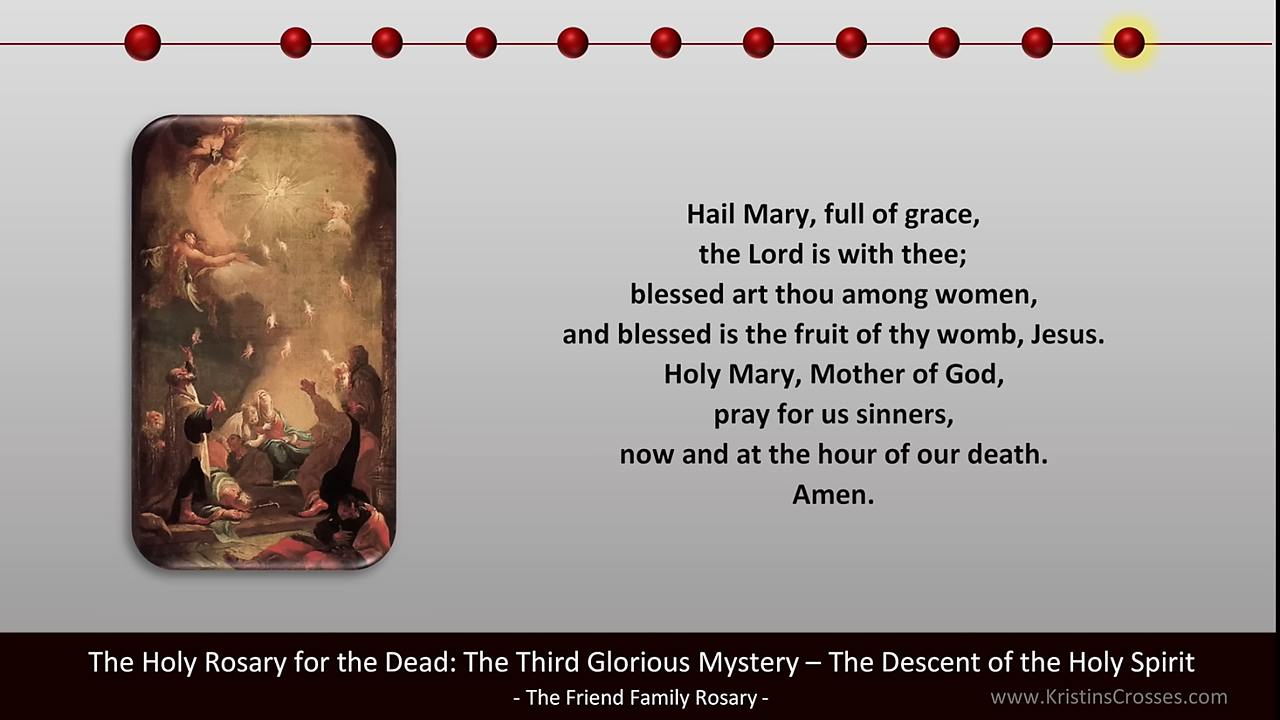 Hail Mary, full of grace,
the Lord is with thee;
blessed art thou among women,
and blessed is the fruit of thy womb, Jesus.
Holy Mary, Mother of God,
pray for us sinners,
now and at the hour of our death.
Amen.
The Holy Rosary for the Dead: The Third Glorious Mystery – The Descent of the Holy Spirit
- The Friend Family Rosary -
www.KristinsCrosses.com